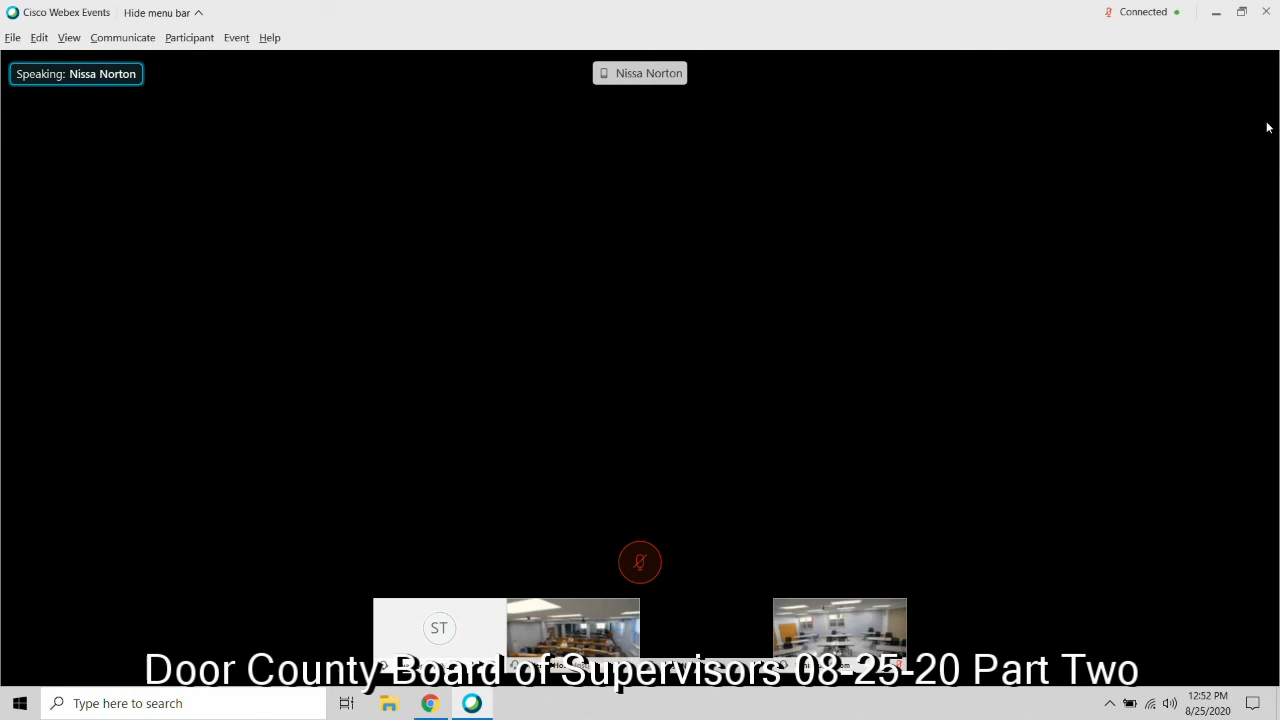 Cisco Webex Events Hide menu bar
Connected
File Edit View Communicate Participant Event Help
Speaking: Nissa Norton
Nissa Norton
ST
Door County Board of Supervisors 08-25-20 Part Two
Type here to search
12:52 PM
8/25/2020